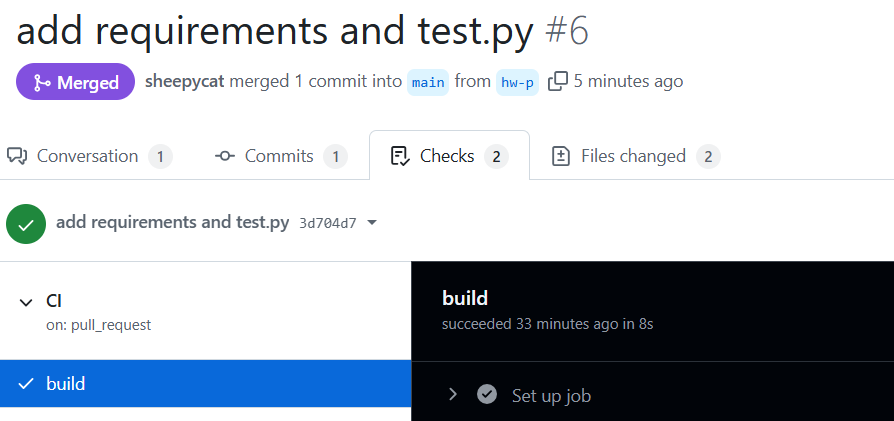 add requirements and test.py #6
Merged sheepycat merged 1 commit into main from hw-p 5 minutes ago
Conversation 1 Commits 1 Checks 2 Files changed 2
add requirements and test.py 3d704d7
CI
on: pull_request
build
build
succeeded 33 minutes ago in 8s
Set up job